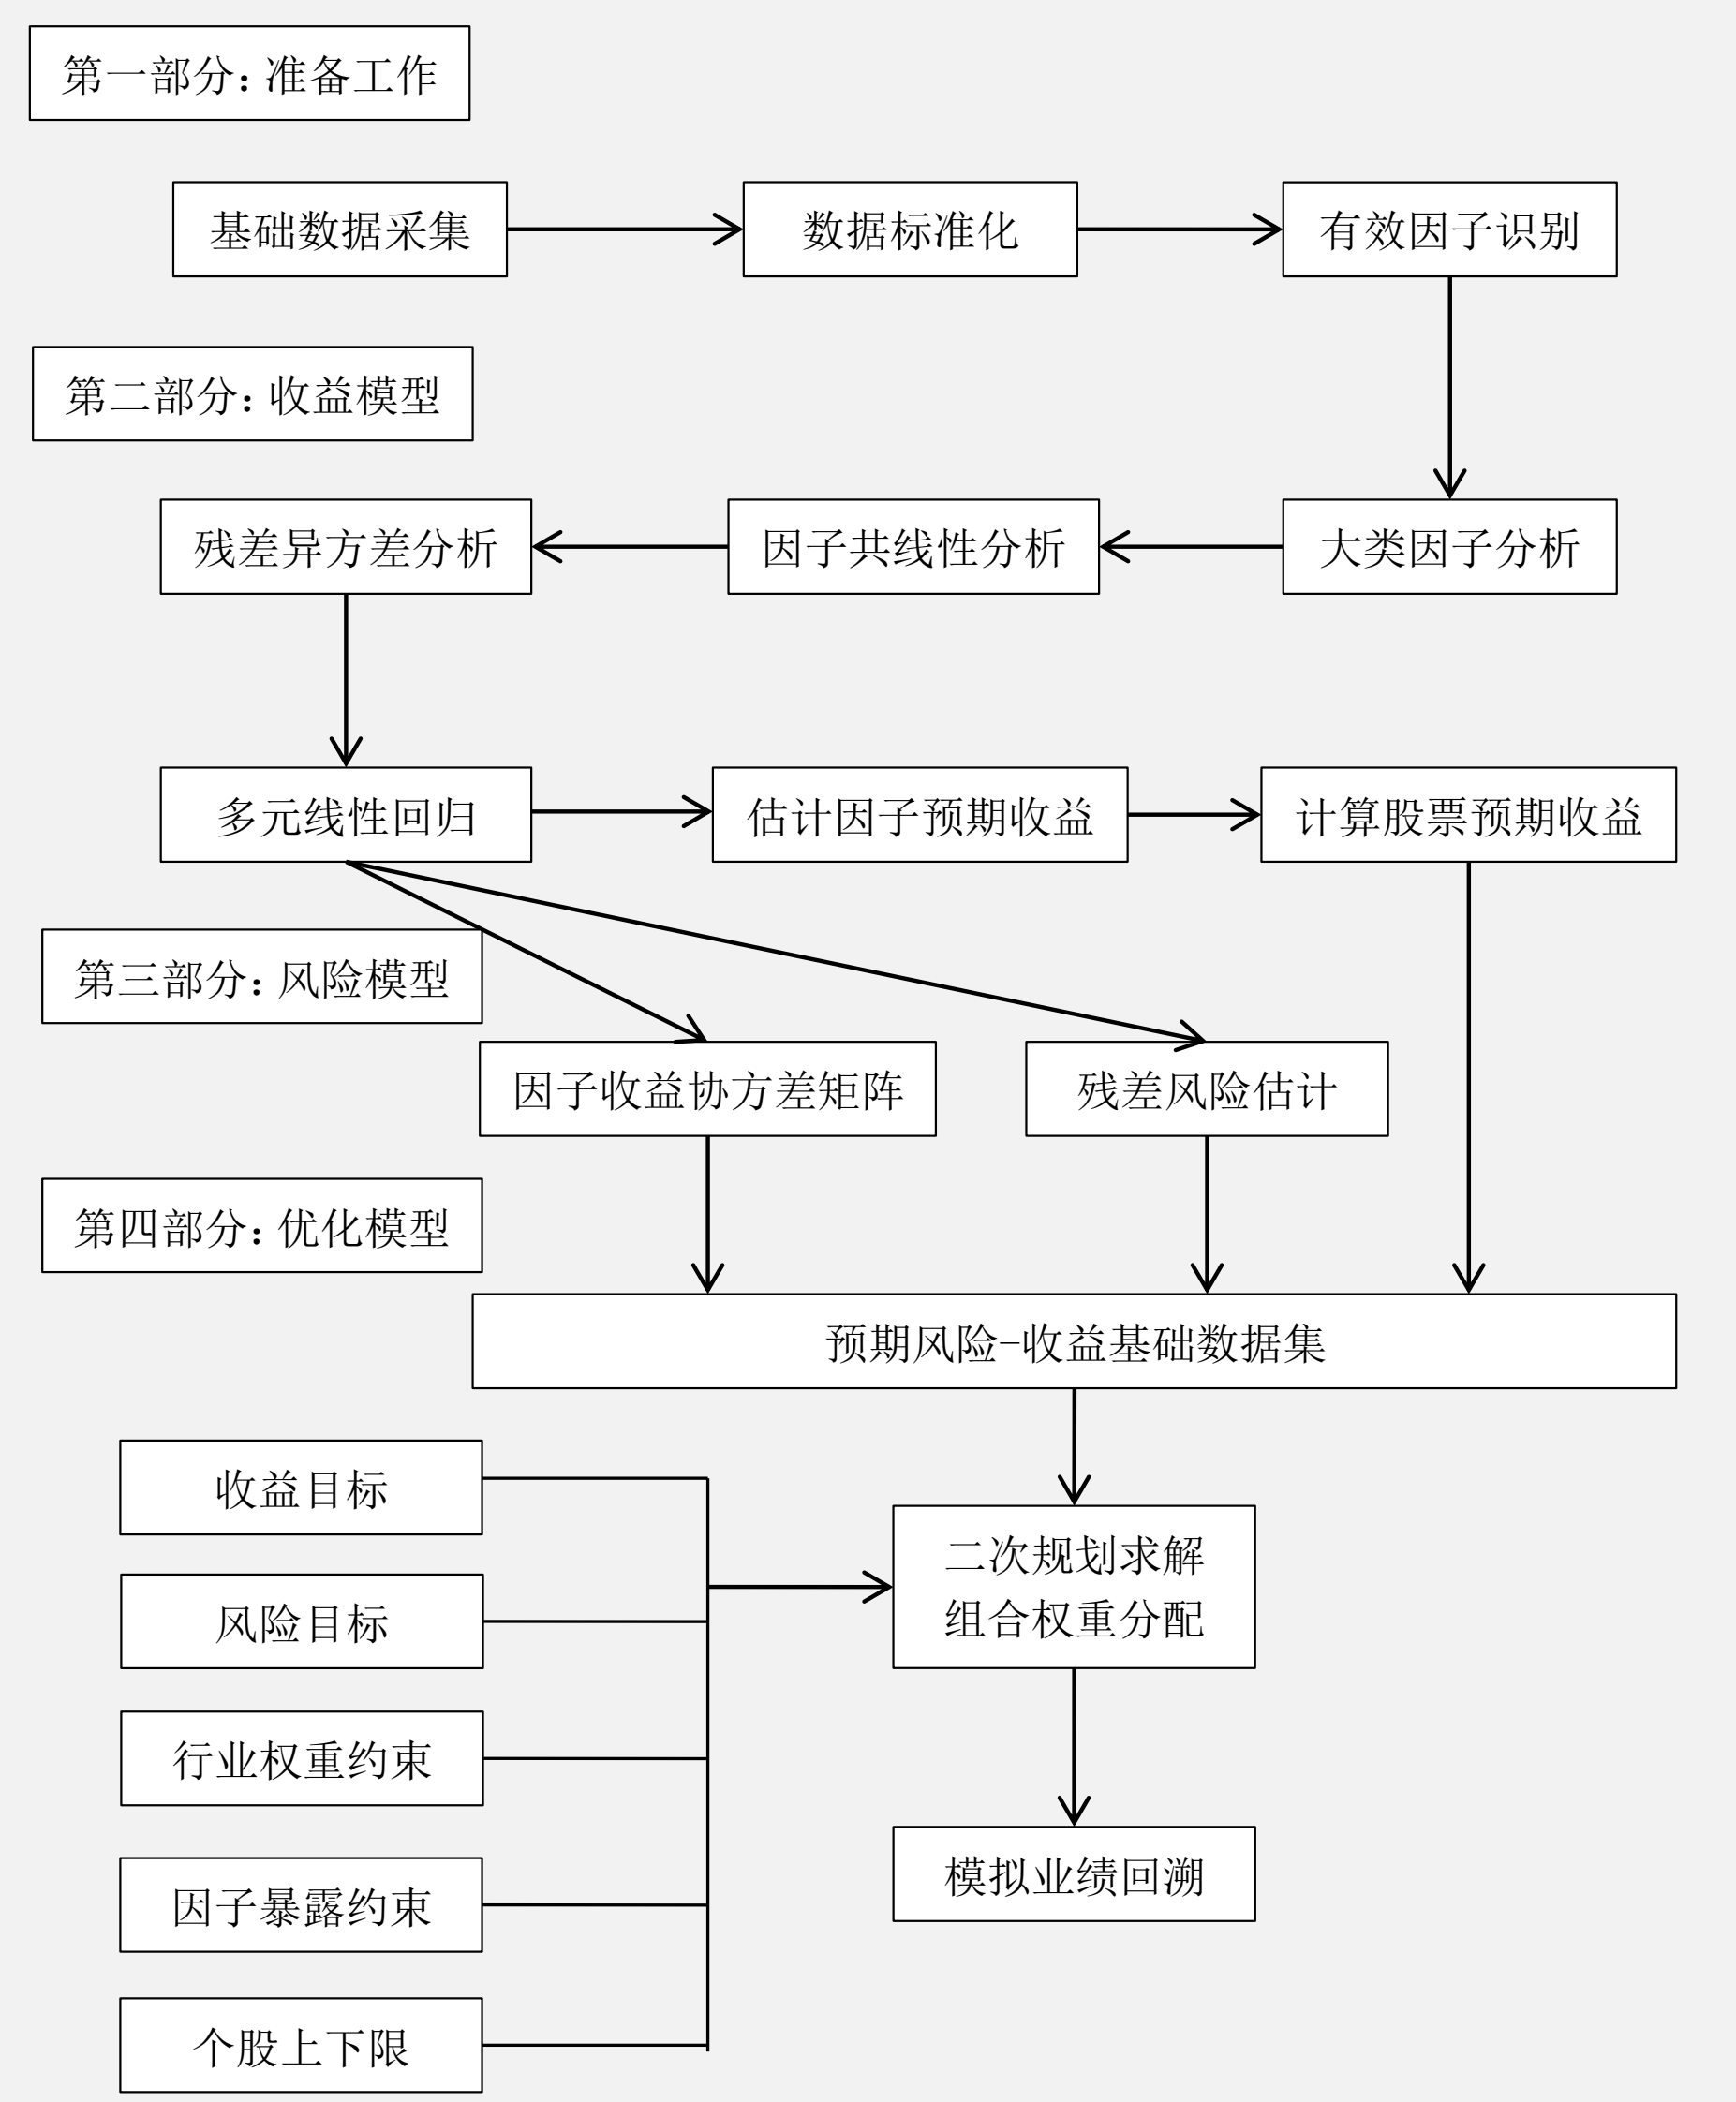 第一部分：准备工作
基础数据采集
数据标准化
有效因子识别
第二部分：收益模型
残差异方差分析
因子共线性分析
大类因子分析
多元线性回归
估计因子预期收益
计算股票预期收益
第三部分：风险模型
因子收益协方差矩阵
残差风险估计
第四部分：优化模型
预期风险-收益基础数据集
收益目标
二次规划求解
组合权重分配
风险目标
行业权重约束
因子暴露约束
模拟业绩回溯
个股上下限